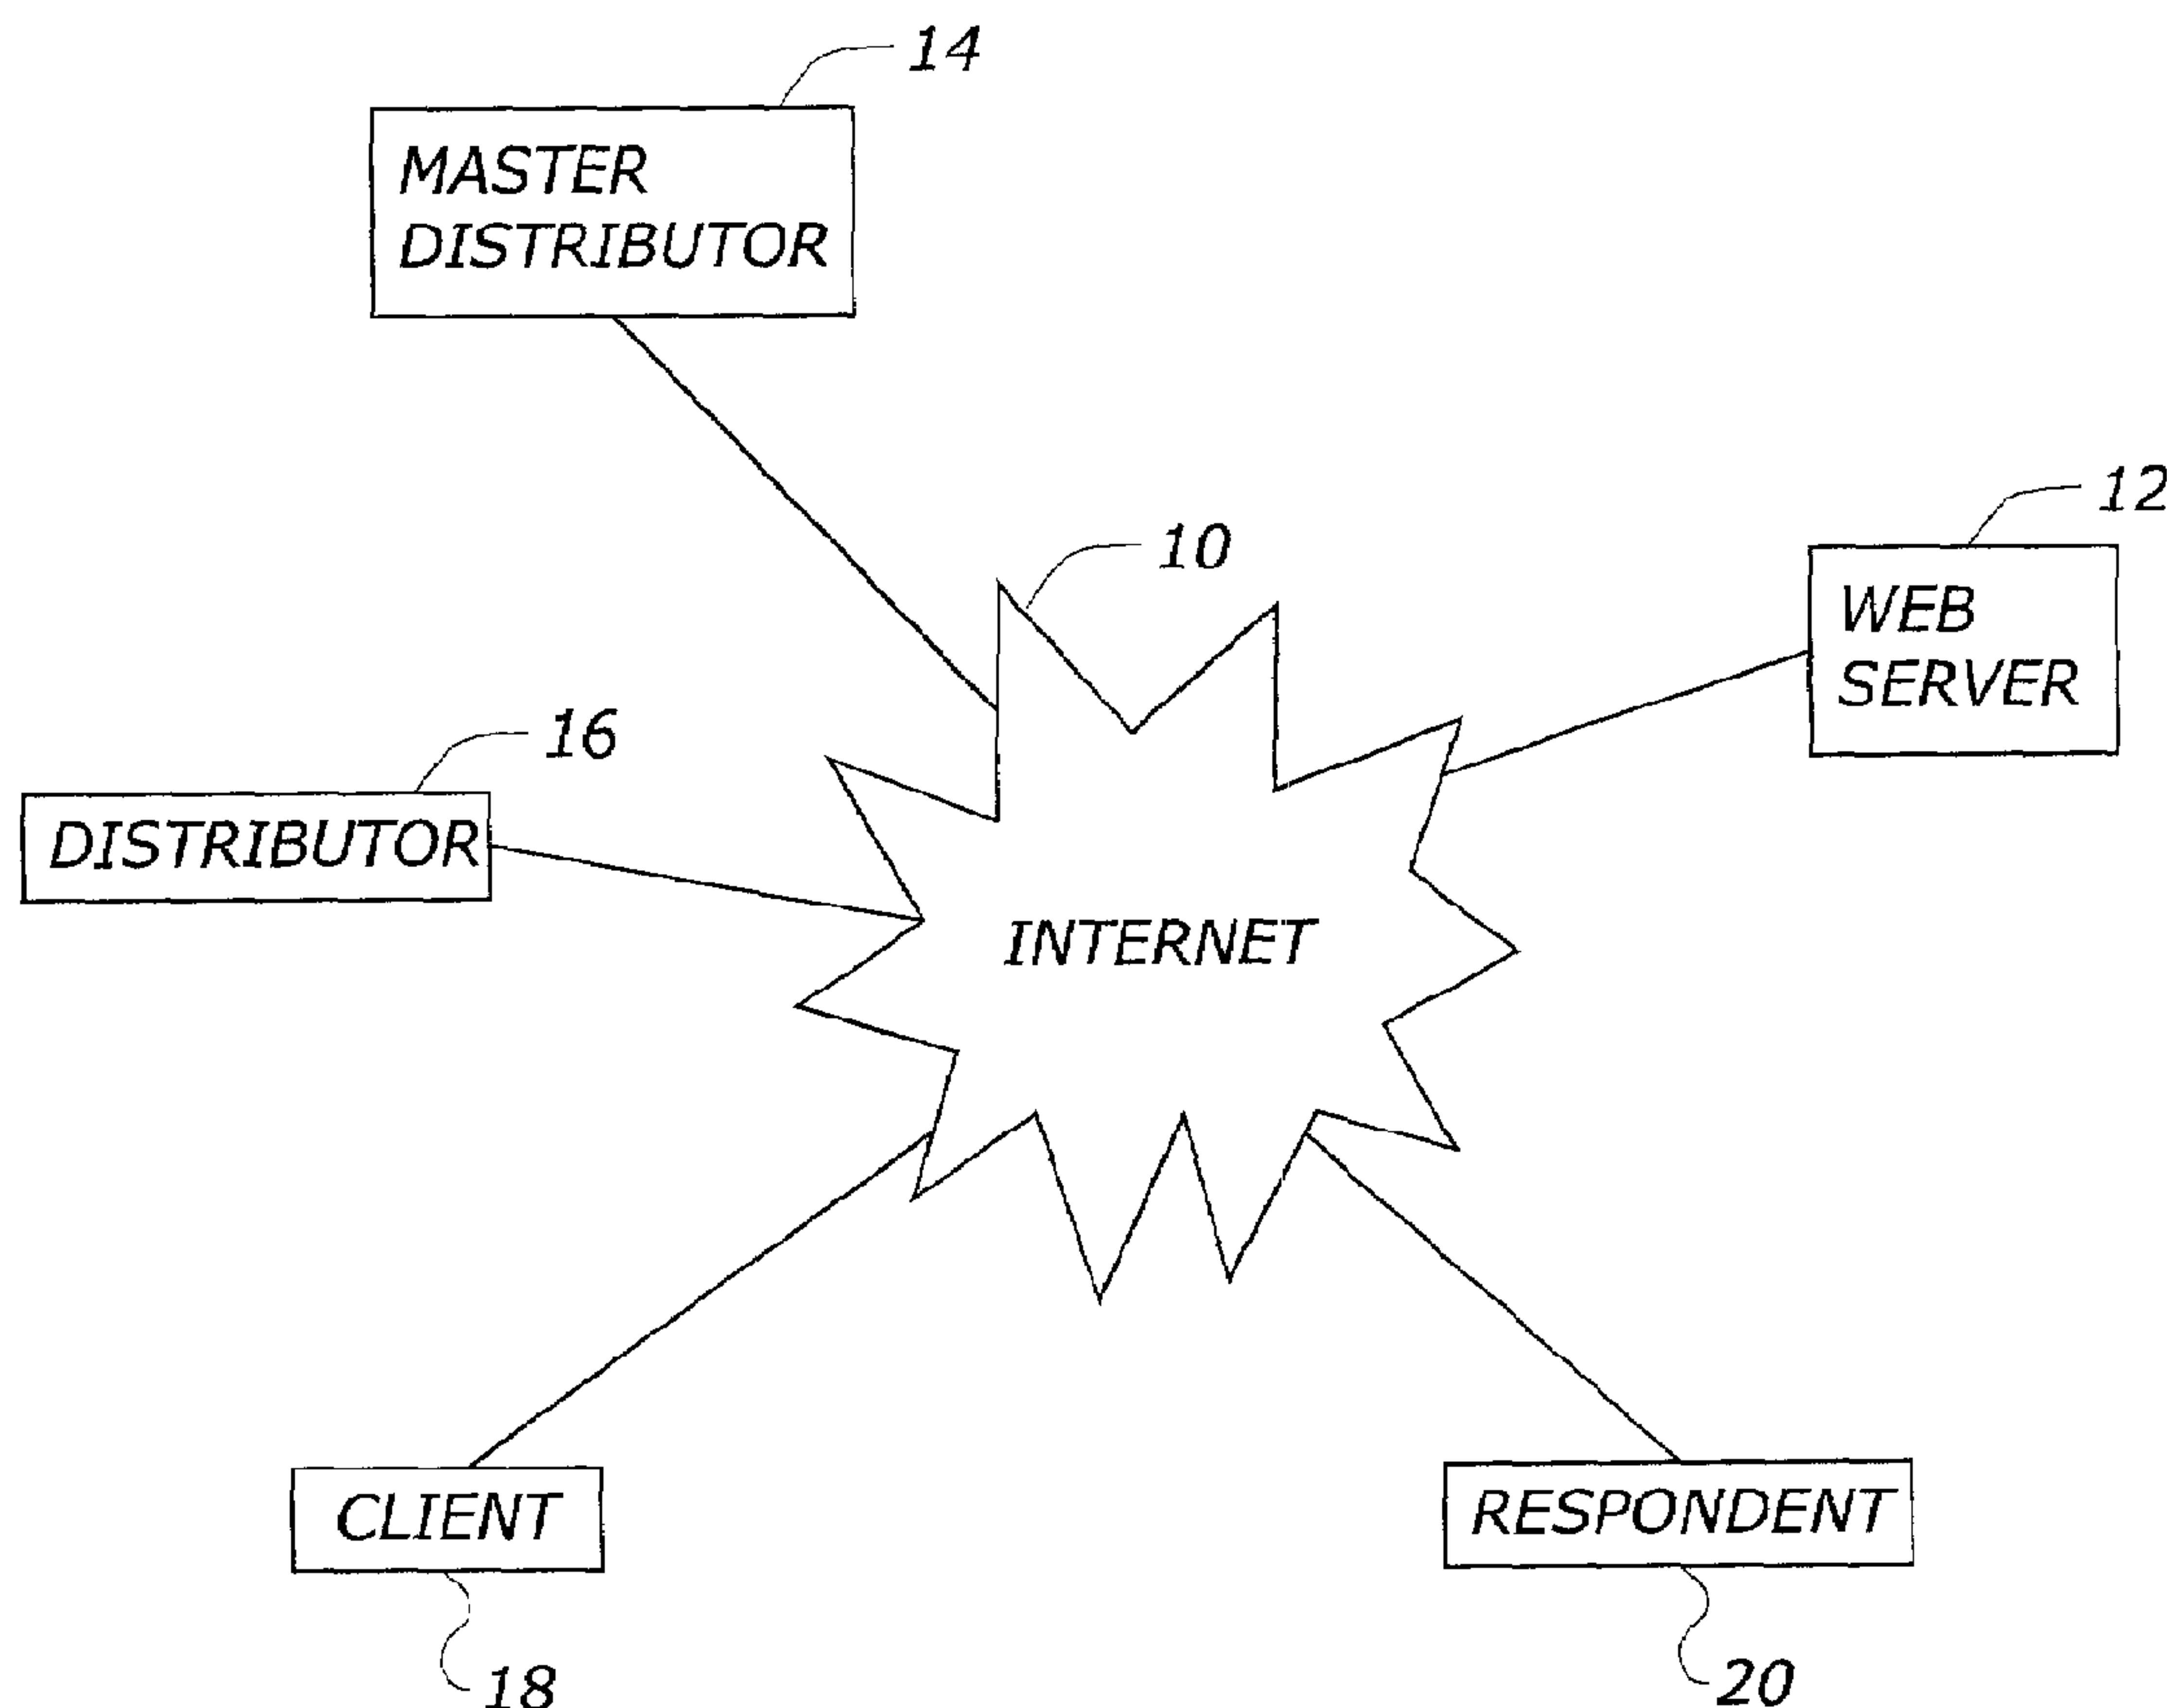 14
MASTER
DISTRIBUTOR
12
10
WEB
SERVER
16
DISTRIBUTOR
INTERNET
CLIENT
RESPONDENT
18
20